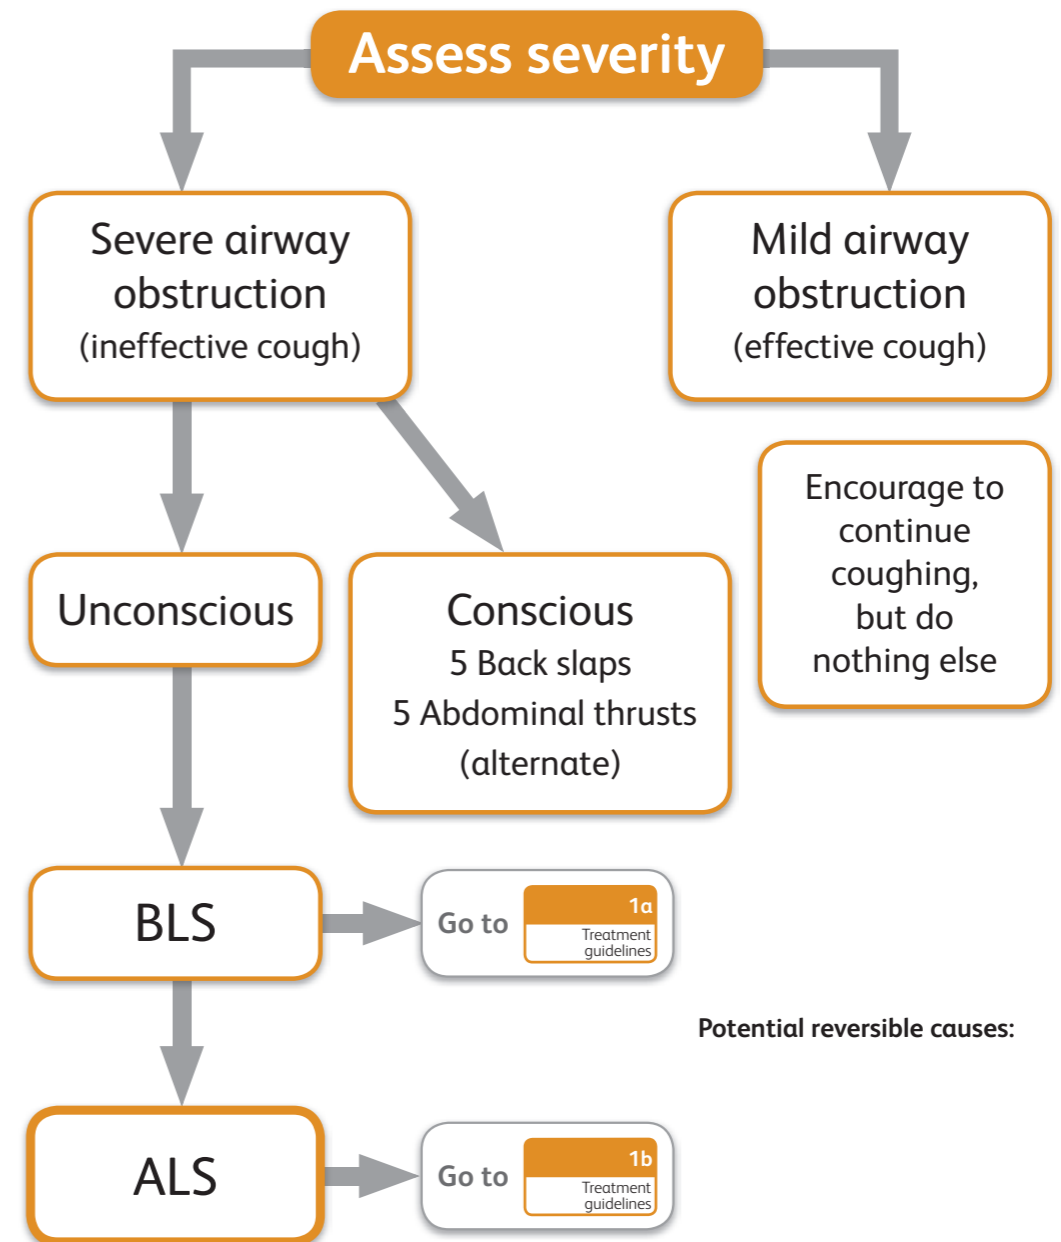 Assess severity
Severe airway
obstruction
(ineffective cough)
Mild airway
obstruction
(effective cough)
Encourage to
continue
coughing,
but do
nothing else
Unconscious
Conscious
5 Back slaps
5 Abdominal thrusts
(alternate)
BLS
Go to
1a
Treatment
guidelines
Potential reversible causes:
ALS
Go to
1b
Treatment
guidelines